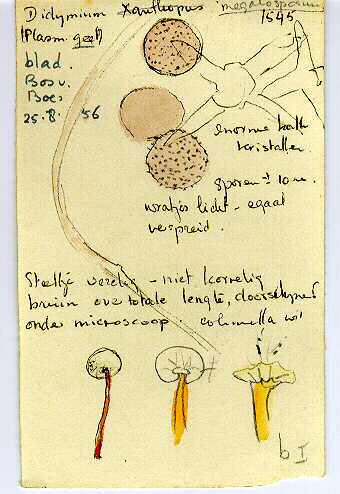 Didymium Xanthopus megalosporum
1545
(Plasm. geel)
blad.
Bosv.
Boes
25.8. 56
enorme kalk
kristallen.
sporen ± 10 µ.
wratjes licht - egaal
verspreid.
Steeltje vezelig - niet korrelig
bruin over totale lengte, doorschijnend
onder microscoop columella wit
b I